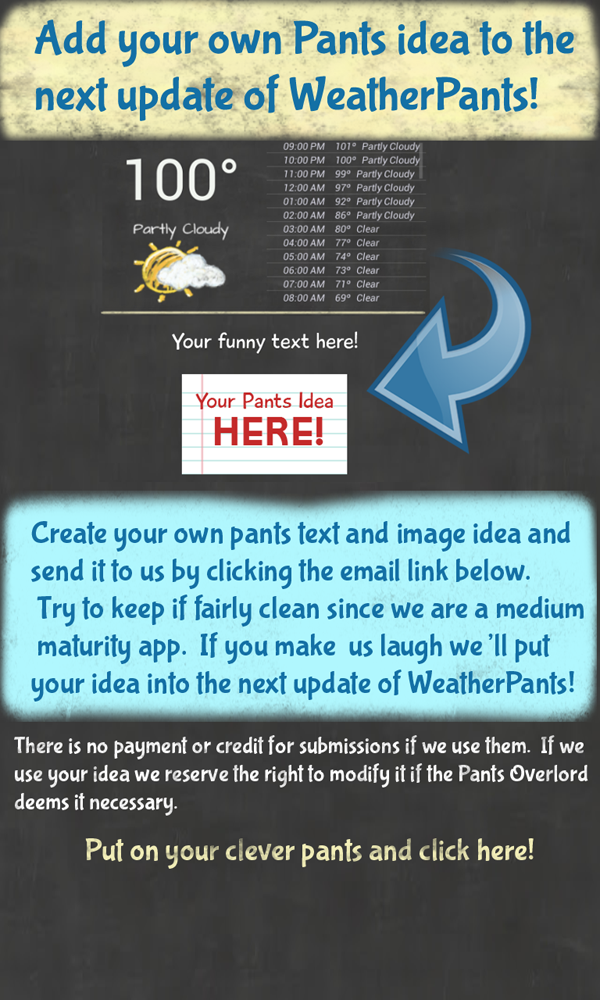 Add your own Pants idea to the
next update of WeatherPants!
09:00 PM 101° Partly Cloudy
10:00 PM 100° Partly Cloudy
11:00 PM 99° Partly Cloudy
12:00 AM 97° Partly Cloudy
01:00 AM 92° Partly Cloudy
02:00 AM 86° Partly Cloudy
03:00 AM 80° Clear
04:00 AM 77° Clear
05:00 AM 74° Clear
06:00 AM 73° Clear
07:00 AM 71° Clear
08:00 AM 69° Clear
100°
Partly Cloudy
Your funny text here!
Your Pants Idea
HERE!
Create your own pants text and image idea and
send it to us by clicking the email link below.
Try to keep if fairly clean since we are a medium
maturity app. If you make us laugh we'll put
your idea into the next update of WeatherPants!
There is no payment or credit for submissions if we use them. If we
use your idea we reserve the right to modify it if the Pants Overlord
deems it necessary.
Put on your clever pants and click here!